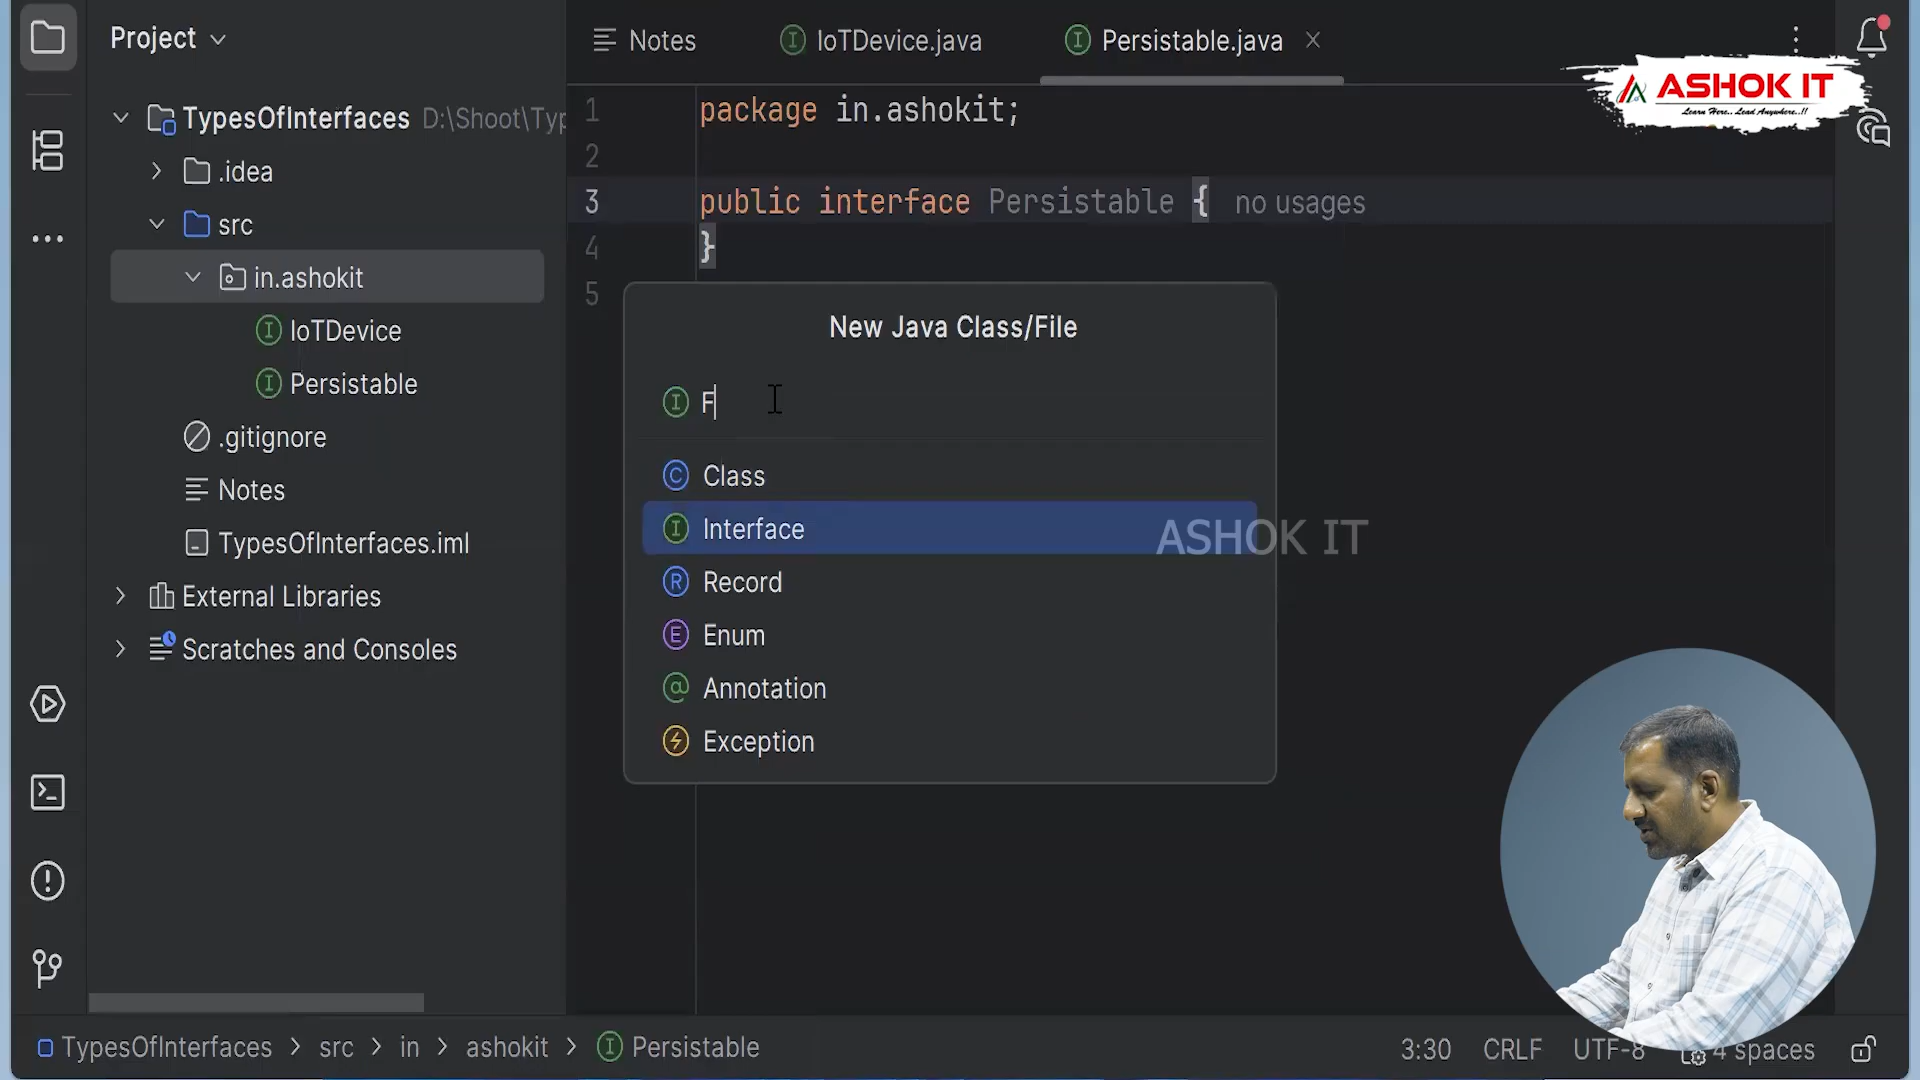 Project
Notes
IoTDevice.java
Persistable.java
ASHOK IT
Learn Here.. Lead Anywhere..!!
TypesOfInterfaces D:\Shoot\Typ
.idea
src
in.ashokit
IoTDevice
Persistable
.gitignore
Notes
TypesOfInterfaces.iml
External Libraries
Scratches and Consoles
1 package in.ashokit;
2
3 public interface Persistable { no usages
4 }
5
New Java Class/File
F
Class
Interface
Record
Enum
Annotation
Exception
ASHOK IT
TypesOfInterfaces > src > in > ashokit > Persistable
3:30 CRLF UTF-8 4 spaces